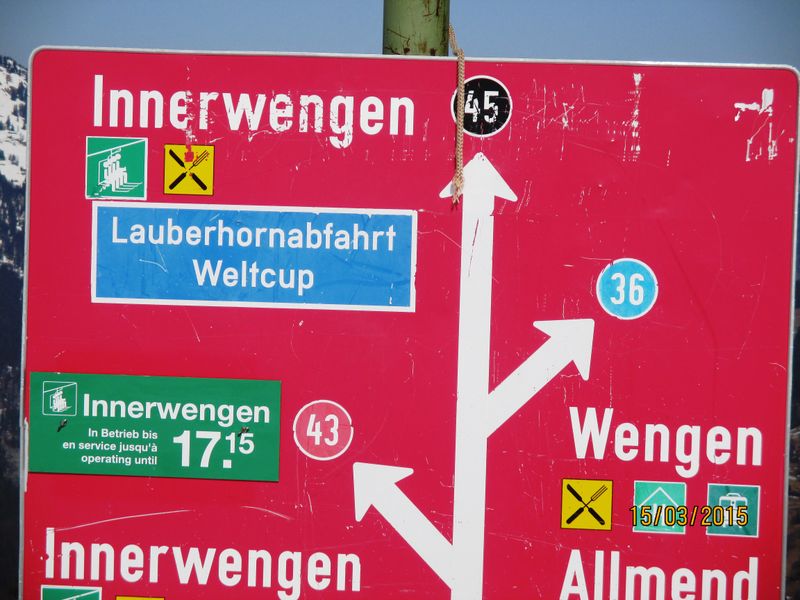 Innerwengen
45
Lauberhornabfahrt
Weltcup
36
Innerwengen
In Betrieb bis
en service jusqu'à
operating until
17.15
43
Wengen
15/03/2015
Innerwengen
Allmend